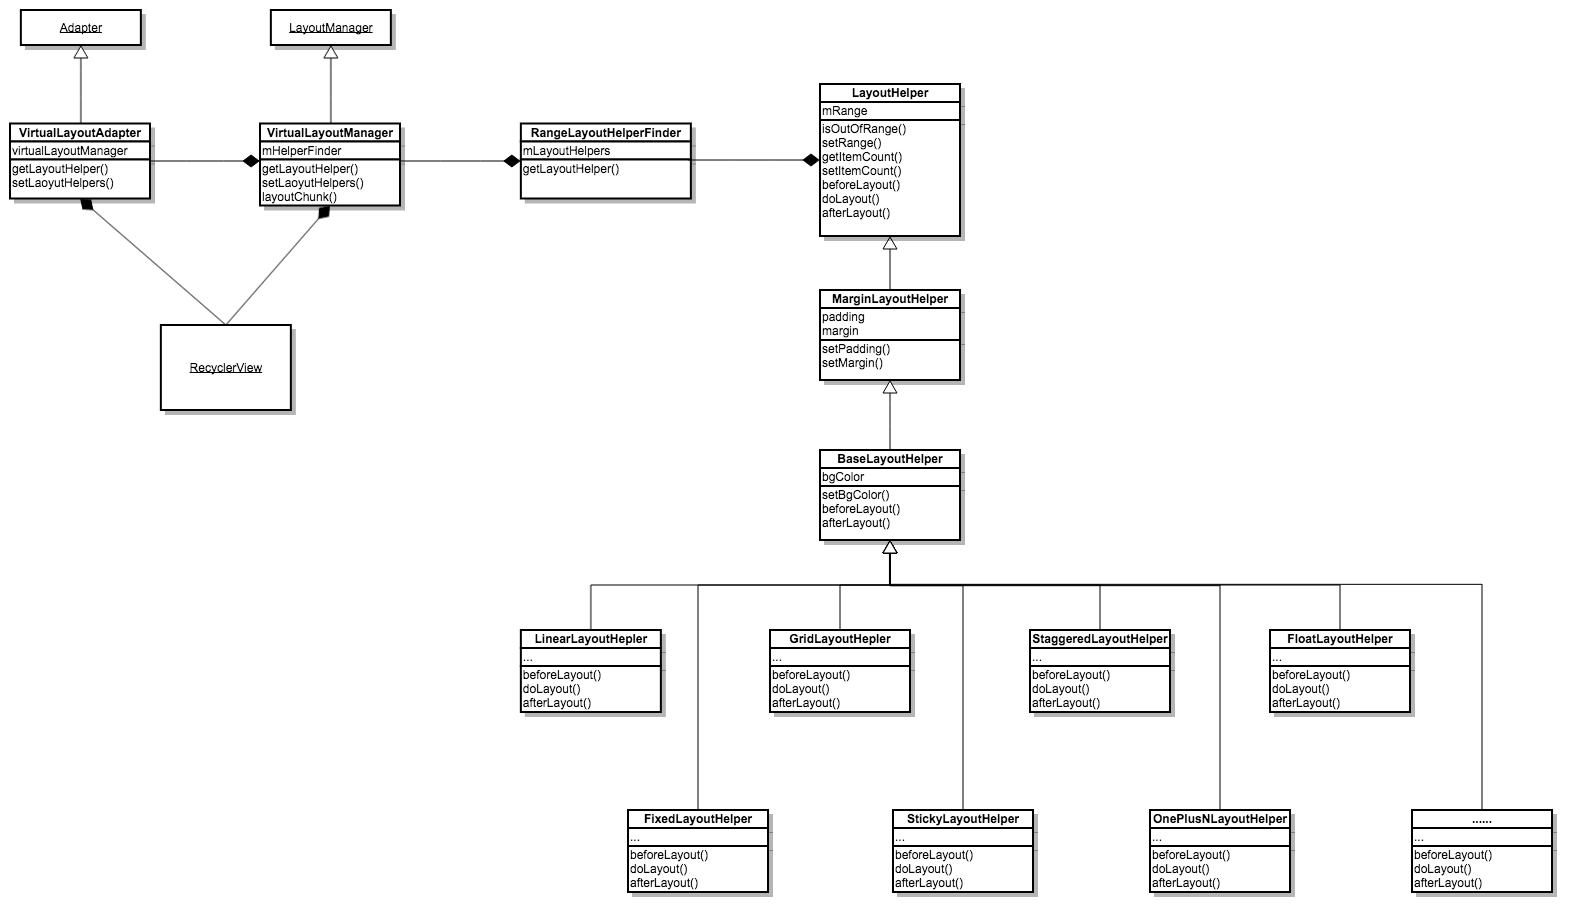 Adapter
LayoutManager
VirtualLayoutAdapter
virtualLayoutManager
getLayoutHelper()
setLaoyutHelpers()
VirtualLayoutManager
mHelperFinder
getLayoutHelper()
setLaoyutHelpers()
layoutChunk()
RangeLayoutHelperFinder
mLayoutHelpers
getLayoutHelper()
LayoutHelper
mRange
isOutOfRange()
setRange()
getItemCount()
setItemCount()
beforeLayout()
doLayout()
afterLayout()
RecyclerView
MarginLayoutHelper
padding
margin
setPadding()
setMargin()
BaseLayoutHelper
bgColor
setBgColor()
beforeLayout()
afterLayout()
LinearLayoutHepler
...
beforeLayout()
doLayout()
afterLayout()
GridLayoutHepler
...
beforeLayout()
doLayout()
afterLayout()
StaggeredLayoutHelper
...
beforeLayout()
doLayout()
afterLayout()
FloatLayoutHelper
...
beforeLayout()
doLayout()
afterLayout()
FixedLayoutHelper
...
beforeLayout()
doLayout()
afterLayout()
StickyLayoutHelper
...
beforeLayout()
doLayout()
afterLayout()
OnePlusNLayoutHelper
...
beforeLayout()
doLayout()
afterLayout()
......
...
beforeLayout()
doLayout()
afterLayout()